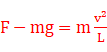 F − mg = m v²/L